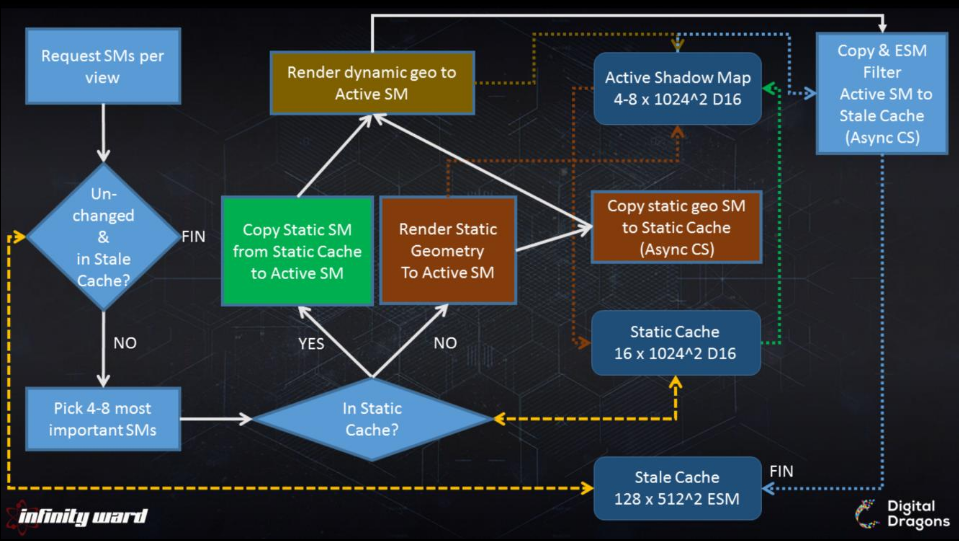 Request SMs per
view
Un-
changed
&
in Stale
Cache?
FIN
NO
Pick 4-8 most
important SMs
Render dynamic geo to
Active SM
Copy Static SM
from Static Cache
to Active SM
Render Static
Geometry
To Active SM
YES
NO
In Static
Cache?
Active Shadow Map
4-8 x 1024^2 D16
Copy static geo SM
to Static Cache
(Async CS)
Static Cache
16 x 1024^2 D16
Stale Cache
128 x 512^2 ESM
Copy & ESM
Filter
Active SM to
Stale Cache
(Async CS)
FIN
infinity ward
Digital
Dragons